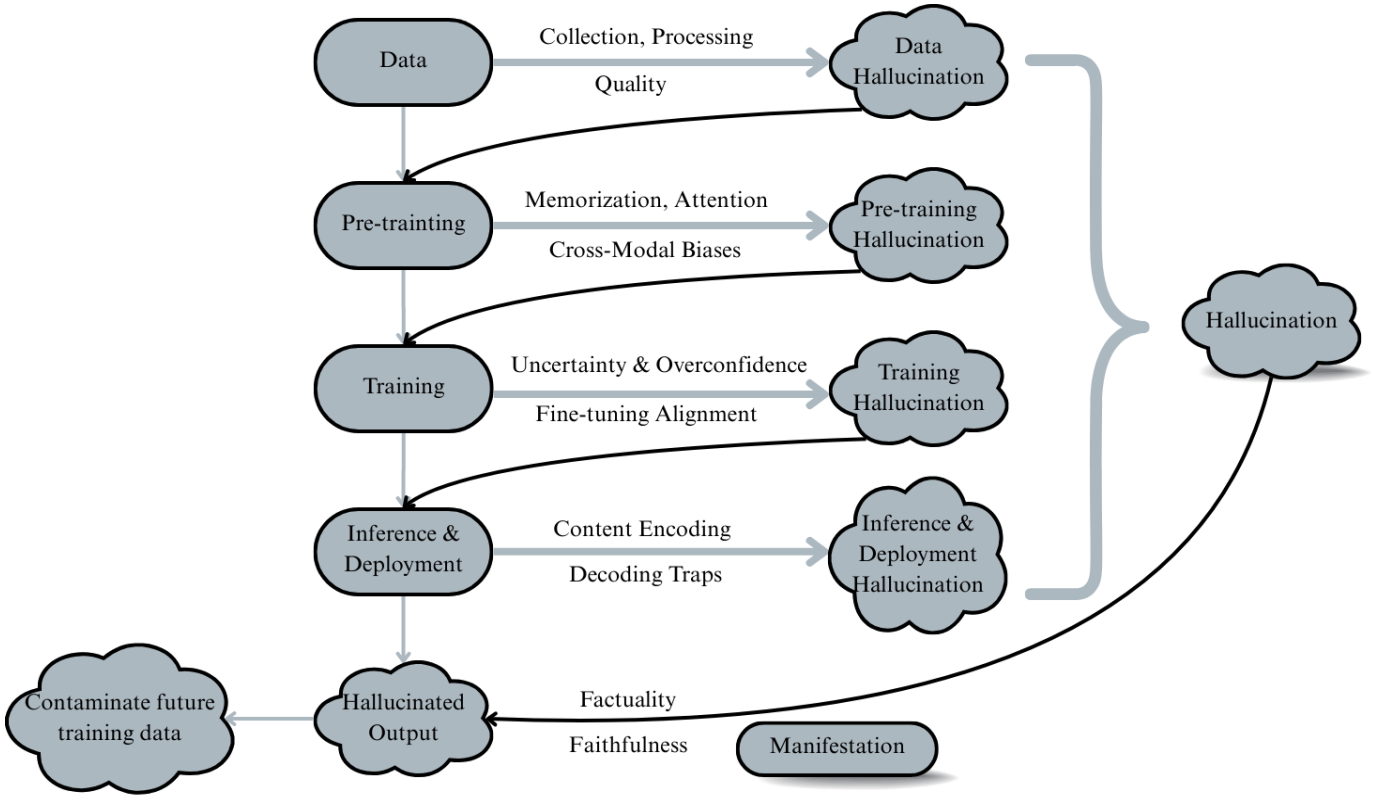 Data
Collection, Processing
Quality
Data
Hallucination
Pre-trainting
Memorization, Attention
Cross-Modal Biases
Pre-training
Hallucination
Training
Uncertainty & Overconfidence
Fine-tuning Alignment
Training
Hallucination
Hallucination
Inference &
Deployment
Content Encoding
Decoding Traps
Inference &
Deployment
Hallucination
Contaminate future
training data
Hallucinated
Output
Factuality
Faithfulness
Manifestation